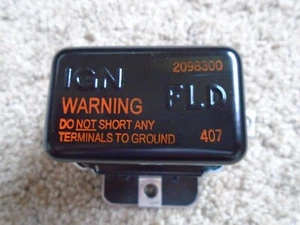 IGN
2098300
FLD
WARNING
DO NOT SHORT ANY
TERMINALS TO GROUND
407